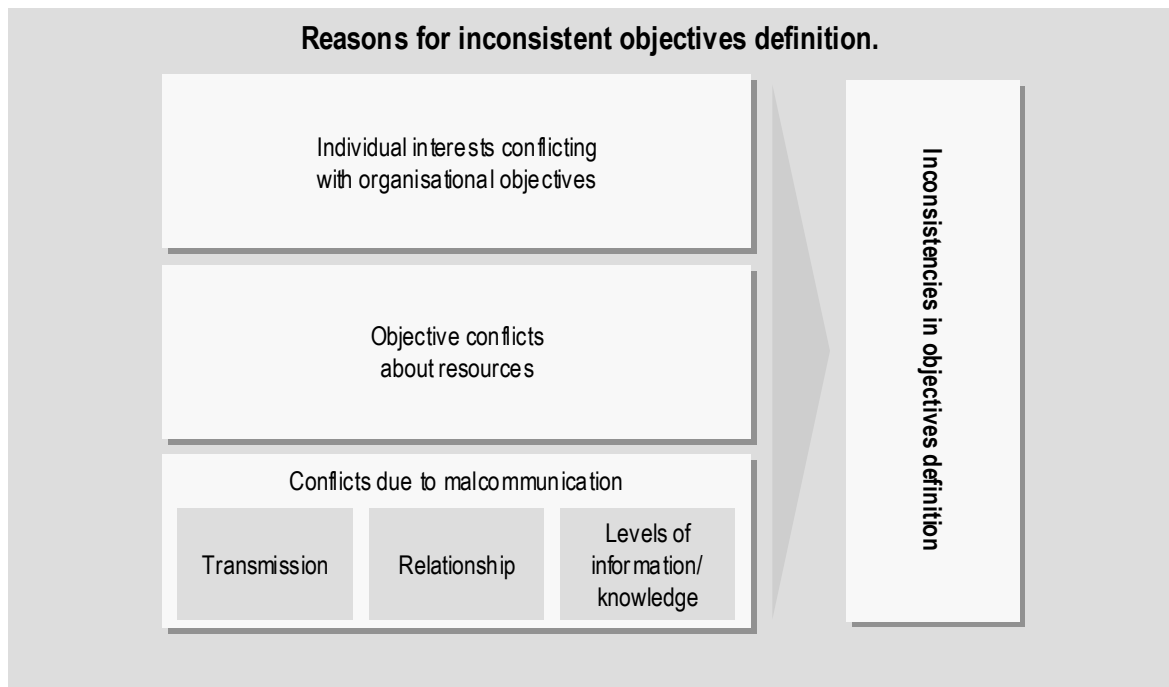 Reasons for inconsistent objectives definition.
Individual interests conflicting
with organisational objectives
Objective conflicts
about resources
Conflicts due to malcommunication
Transmission
Relationship
Levels of
information/
knowledge
Inconsistencies in objectives definition